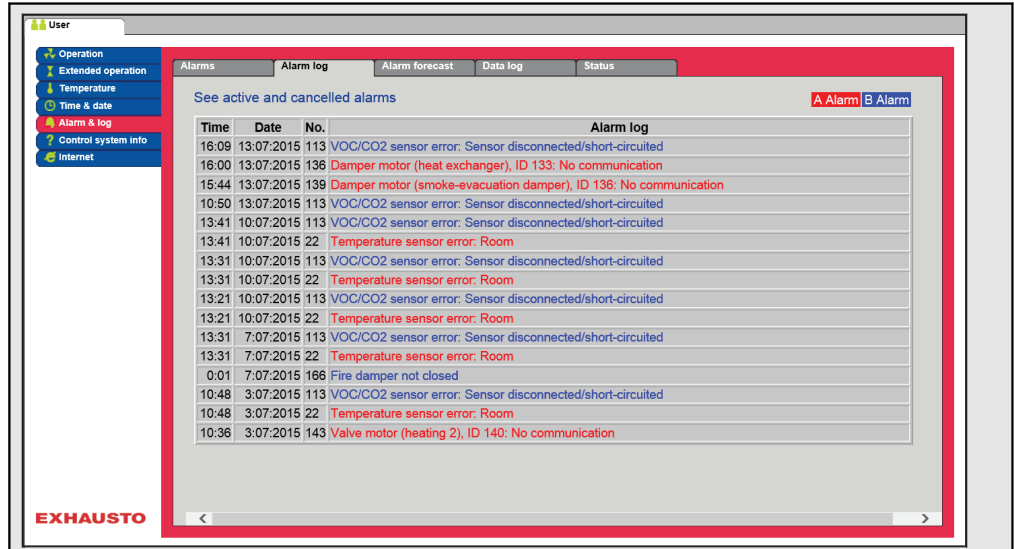 User
Operation
Extended operation
Temperature
Time & date
Alarm & log
Control system info
Internet
Alarms Alarm log Alarm forecast Data log Status
See active and cancelled alarms A Alarm B Alarm
Time Date No. Alarm log
16:09 13:07:2015 113 VOC/CO2 sensor error: Sensor disconnected/short-circuited
16:00 13:07:2015 136 Damper motor (heat exchanger), ID 133: No communication
15:44 13:07:2015 139 Damper motor (smoke-evacuation damper), ID 136: No communication
10:50 13:07:2015 113 VOC/CO2 sensor error: Sensor disconnected/short-circuited
13:41 10:07:2015 113 VOC/CO2 sensor error: Sensor disconnected/short-circuited
13:41 10:07:2015 22 Temperature sensor error: Room
13:31 10:07:2015 113 VOC/CO2 sensor error: Sensor disconnected/short-circuited
13:31 10:07:2015 22 Temperature sensor error: Room
13:21 10:07:2015 113 VOC/CO2 sensor error: Sensor disconnected/short-circuited
13:21 10:07:2015 22 Temperature sensor error: Room
13:31 7:07:2015 113 VOC/CO2 sensor error: Sensor disconnected/short-circuited
13:31 7:07:2015 22 Temperature sensor error: Room
0:01 7:07:2015 166 Fire damper not closed
10:48 3:07:2015 113 VOC/CO2 sensor error: Sensor disconnected/short-circuited
10:48 3:07:2015 22 Temperature sensor error: Room
10:36 3:07:2015 143 Valve motor (heating 2), ID 140: No communication
EXHAUSTO